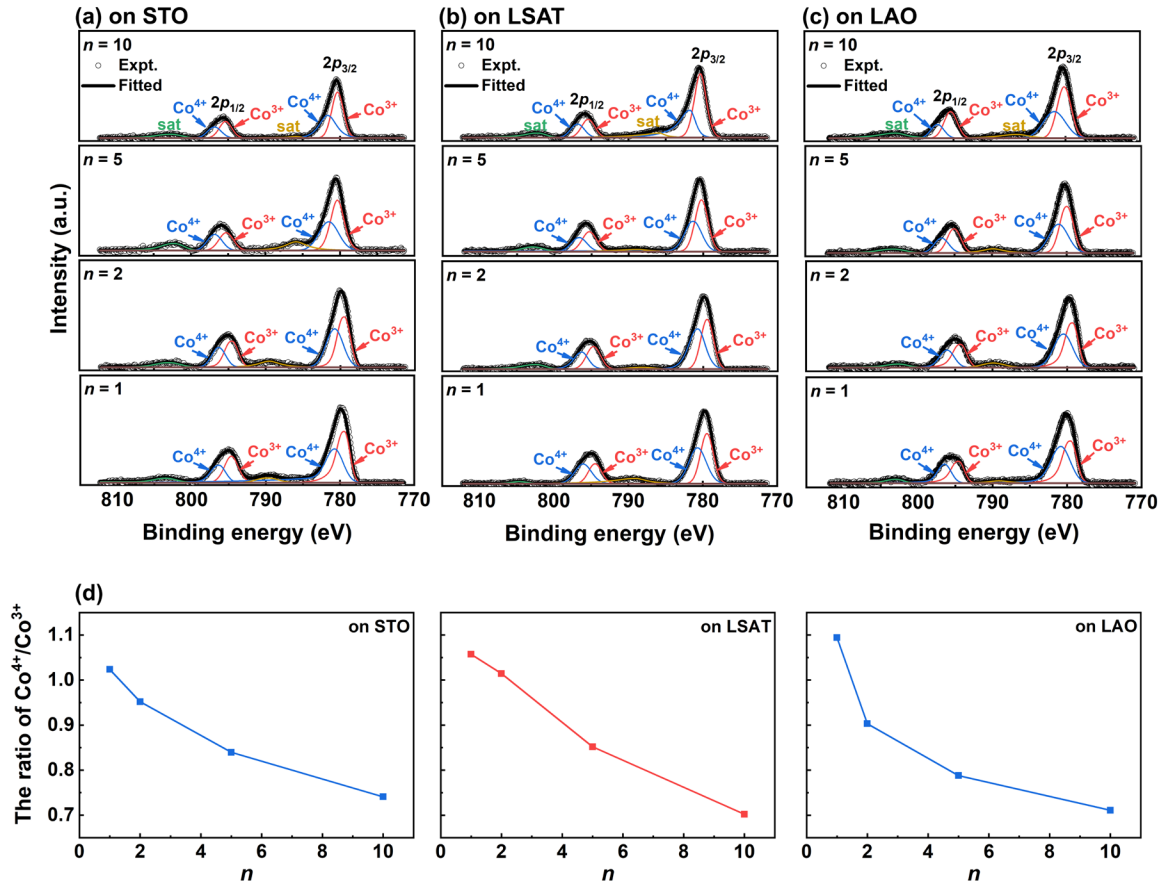 (a) on STO
(b) on LSAT
(c) on LAO
n = 10
Expt.
Fitted
2p3/2
2p1/2
Co4+
Co3+
Co4+
Co3+
sat
sat
n = 5
Co4+
Co3+
Co4+
Co3+
n = 2
Co4+
Co3+
Co4+
Co3+
n = 1
Co4+
Co3+
Co4+
Co3+
810 800 790 780 770
Binding energy (eV)
n = 10
Expt.
Fitted
2p3/2
2p1/2
Co4+
Co3+
Co4+
Co3+
sat
sat
n = 5
Co4+
Co3+
Co4+
Co3+
n = 2
Co4+
Co3+
Co4+
Co3+
n = 1
Co4+
Co3+
Co4+
Co3+
810 800 790 780 770
Binding energy (eV)
n = 10
Expt.
Fitted
2p3/2
2p1/2
Co4+
Co3+
Co4+
Co3+
sat
sat
n = 5
Co4+
Co3+
Co4+
Co3+
n = 2
Co4+
Co3+
Co4+
Co3+
n = 1
Co4+
Co3+
Co4+
Co3+
810 800 790 780 770
Binding energy (eV)
Intensity (a.u.)
(d)
The ratio of Co4+/Co3+
1.1
1.0
0.9
0.8
0.7
on STO
0 2 4 6 8 10
n
on LSAT
0 2 4 6 8 10
n
on LAO
0 2 4 6 8 10
n